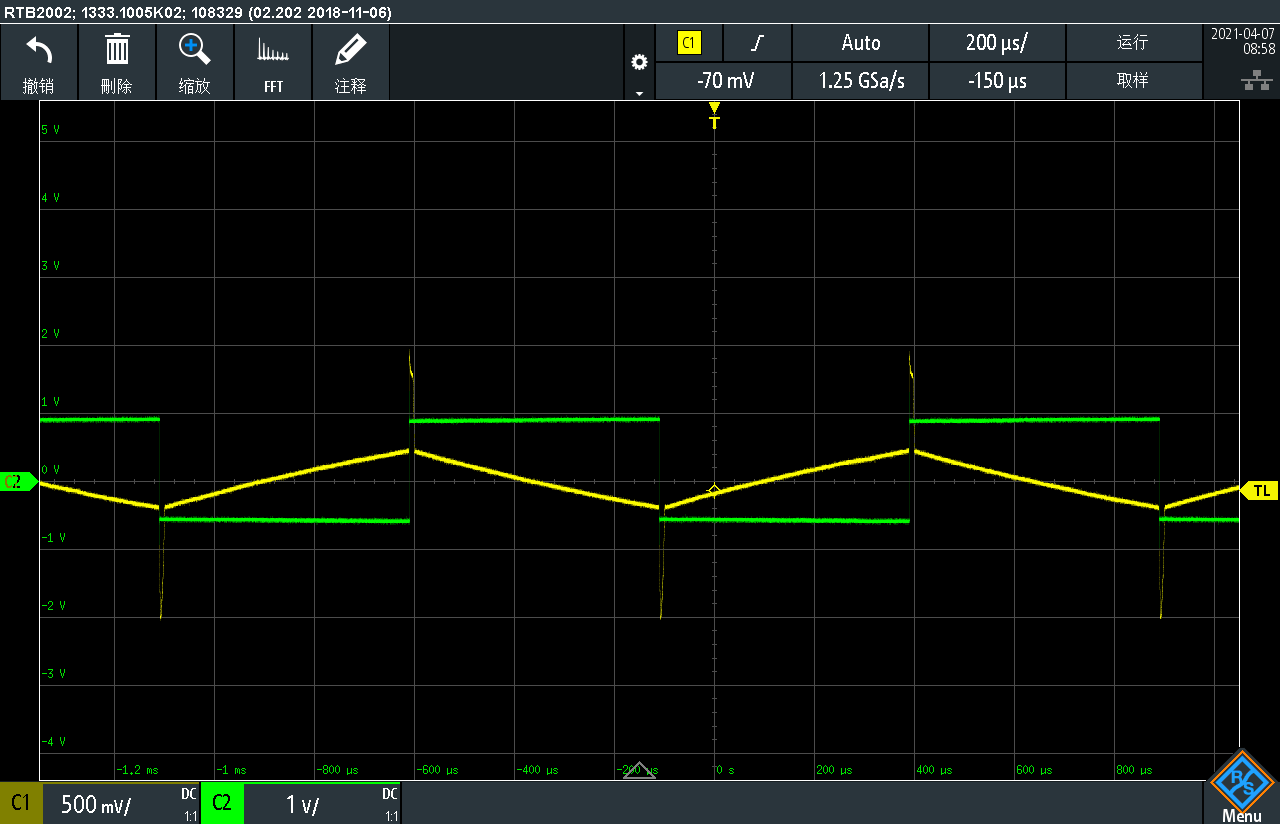 RTB2002; 1333.1005K02; 108329 (02.202 2018-11-06)
撤销
刪除
缩放
FFT
注释
C1
Auto
200 µs/
运行
-70 mV
1.25 GSa/s
-150 µs
取样
2021-04-07
08:58
T
5 V
4 V
3 V
2 V
1 V
0 V
-1 V
-2 V
-3 V
-4 V
C2
TL
-1.2 ms
-1 ms
-800 µs
-600 µs
-400 µs
-200 µs
0 s
200 µs
400 µs
600 µs
800 µs
C1
500 mV/
DC
1:1
C2
1 V/
DC
1:1
R&S
Menu